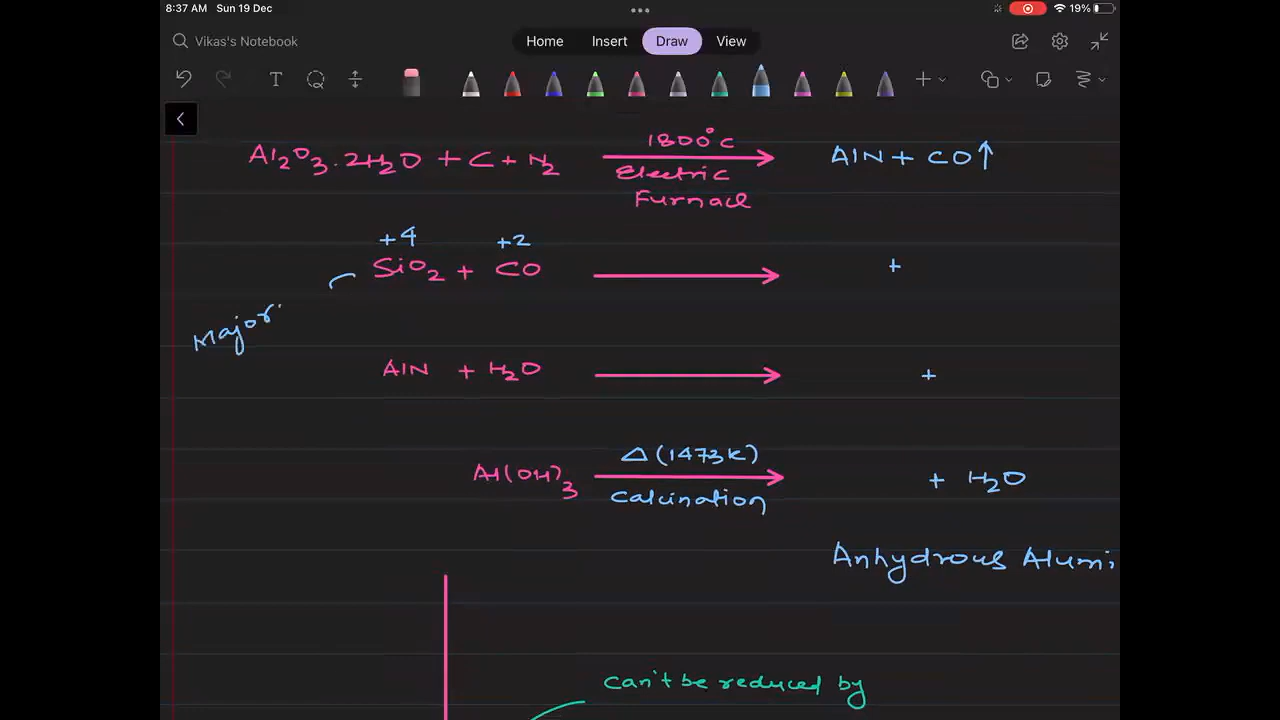 8:37 AM Sun 19 Dec
19%
Vikas's Notebook
Home Insert Draw View
Al₂O₃.2H₂O + C + N₂ 1800°C Electric Furnace AlN + CO↑
+4 +2
SiO₂ + CO ⟶ +
Major
AlN + H₂O ⟶ +
Δ(1473K)
Al(OH)₃ ⟶ + H₂O
Calcination
Anhydrous Alumi
Can't be reduced by